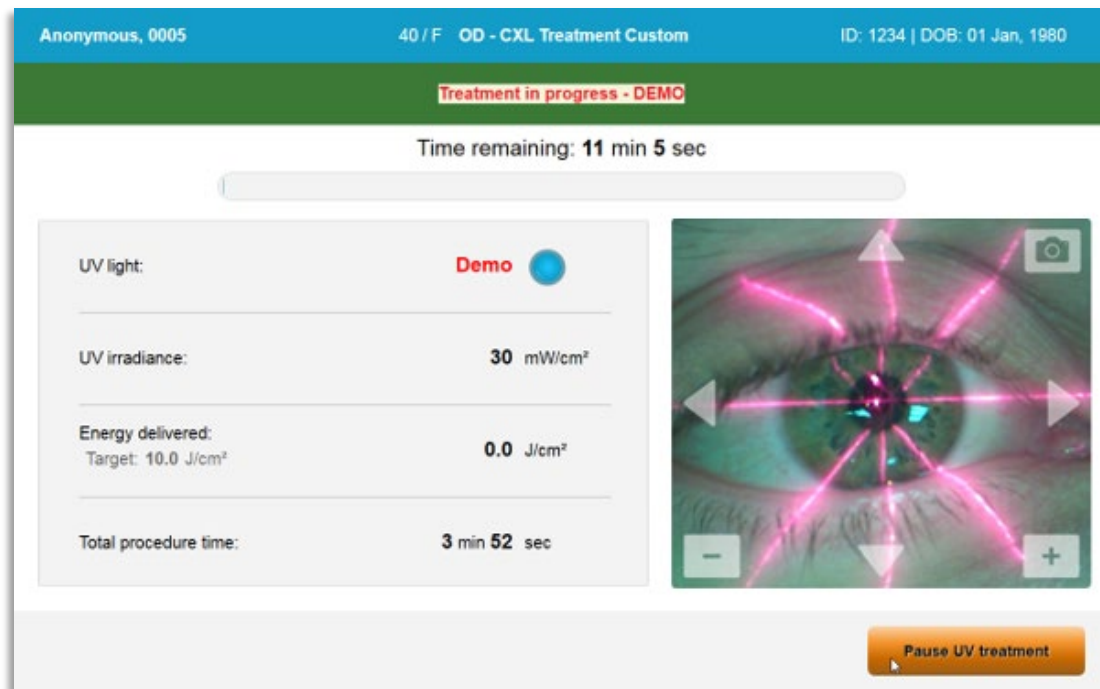 Anonymous, 0005 40 / F OD - CXL Treatment Custom ID: 1234 | DOB: 01 Jan, 1980
Treatment in progress - DEMO
Time remaining: 11 min 5 sec
UV light: Demo
UV irradiance: 30 mW/cm²
Energy delivered: 0.0 J/cm²
Target: 10.0 J/cm²
Total procedure time: 3 min 52 sec
Pause UV treatment